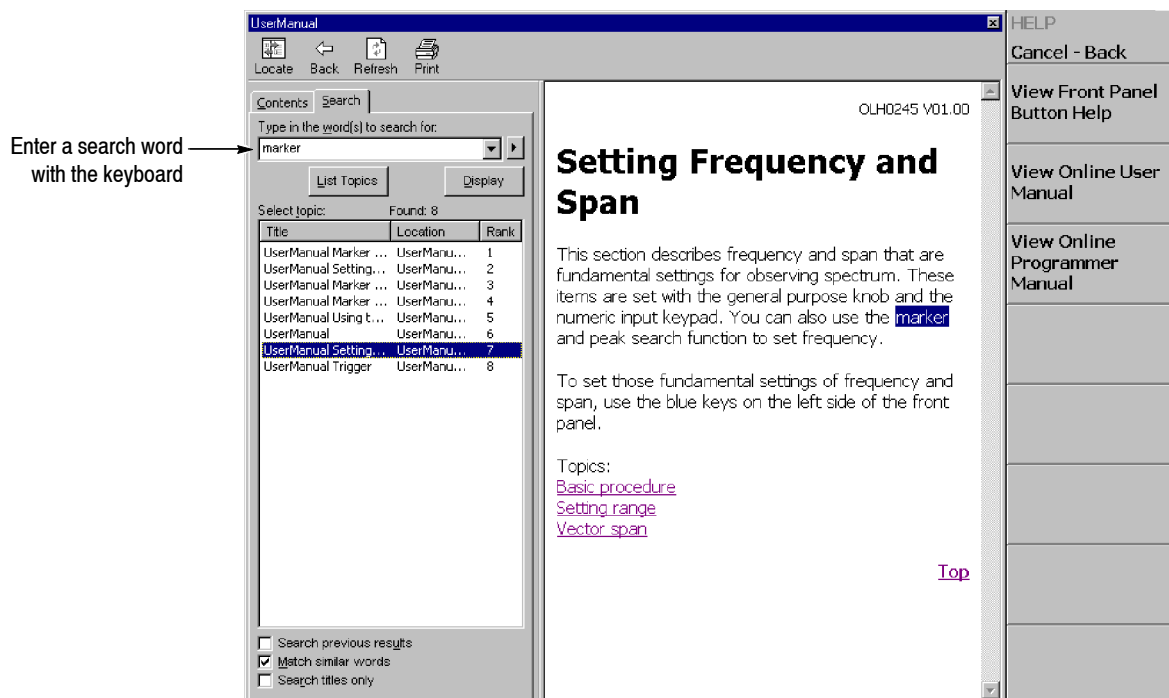 UserManual
Locate Back Refresh Print
Contents Search
Type in the word(s) to search for:
Enter a search word
with the keyboard
marker
List Topics Display
Select topic: Found: 8
Title Location Rank
UserManual Marker ... UserManu... 1
UserManual Setting... UserManu... 2
UserManual Marker ... UserManu... 3
UserManual Marker ... UserManu... 4
UserManual Using t... UserManu... 5
UserManual UserManu... 6
UserManual Setting... UserManu... 7
UserManual Trigger UserManu... 8
Search previous results
Match similar words
Search titles only
OLH0245 V01.00
Setting Frequency and
Span
This section describes frequency and span that are
fundamental settings for observing spectrum. These
items are set with the general purpose knob and the
numeric input keypad. You can also use the marker
and peak search function to set frequency.
To set those fundamental settings of frequency and
span, use the blue keys on the left side of the front
panel.
Topics:
Basic procedure
Setting range
Vector span
Top
HELP
Cancel - Back
View Front Panel
Button Help
View Online User
Manual
View Online
Programmer
Manual